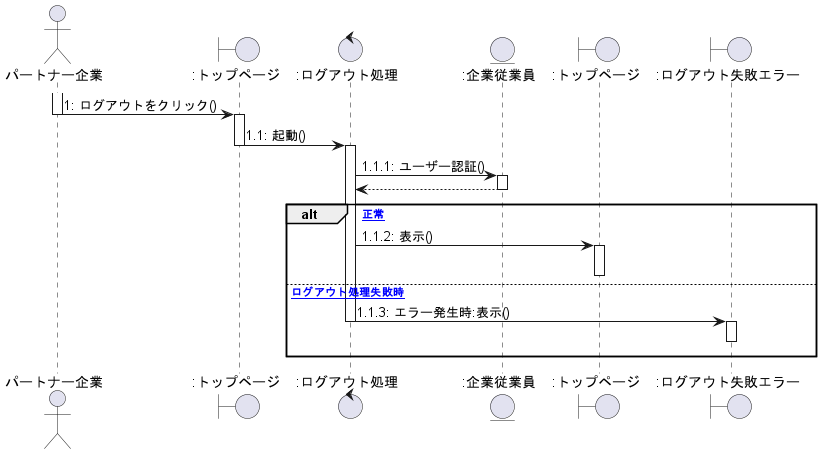 パートナー企業 :トップページ :ログアウト処理 :企業従業員 :トップページ :ログアウト失敗エラー
1: ログアウトをクリック()
1.1: 起動()
1.1.1: ユーザー認証()
alt 正常
1.1.2: 表示()
ログアウト処理失敗時
1.1.3: エラー発生時:表示()
パートナー企業 :トップページ :ログアウト処理 :企業従業員 :トップページ :ログアウト失敗エラー